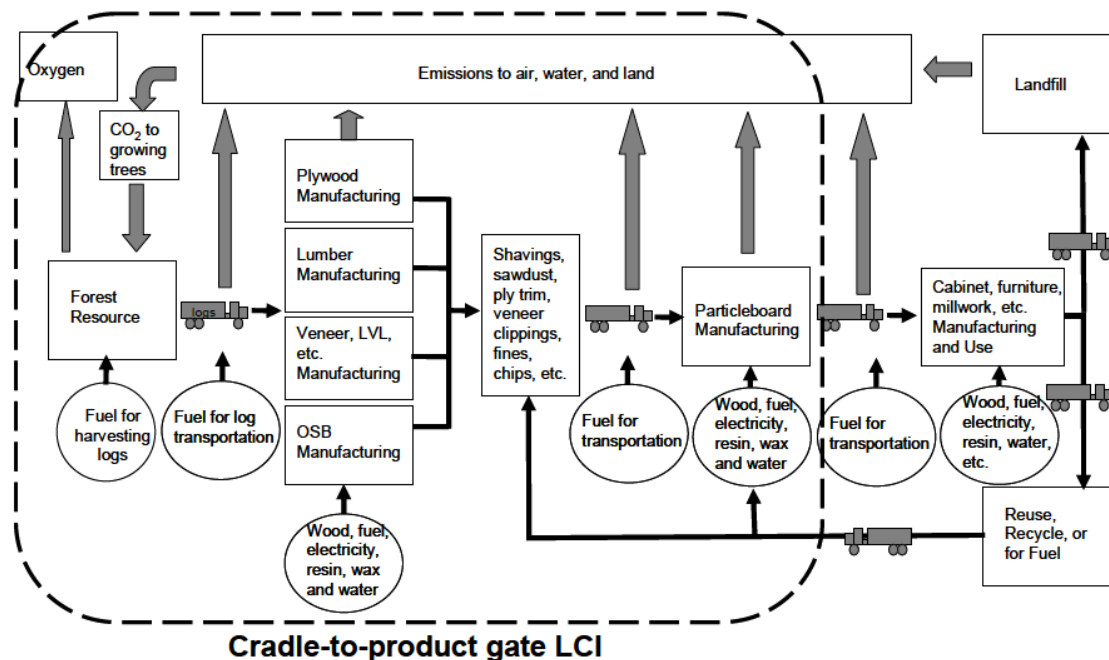 Oxygen
Emissions to air, water, and land
Landfill
CO₂ to
growing
trees
Plywood
Manufacturing
Lumber
Manufacturing
Veneer, LVL,
etc.
Manufacturing
OSB
Manufacturing
Forest
Resource
logs
Shavings,
sawdust,
ply trim,
veneer
clippings,
fines,
chips, etc.
Particleboard
Manufacturing
Cabinet, furniture,
millwork, etc.
Manufacturing
and Use
Fuel for
harvesting
logs
Fuel for log
transportation
Wood, fuel,
electricity,
resin, wax
and water
Fuel for
transportation
Wood, fuel,
electricity,
resin, wax
and water
Fuel for
transportation
Wood, fuel,
electricity,
resin, water,
etc.
Reuse,
Recycle, or
for Fuel
Cradle-to-product gate LCI